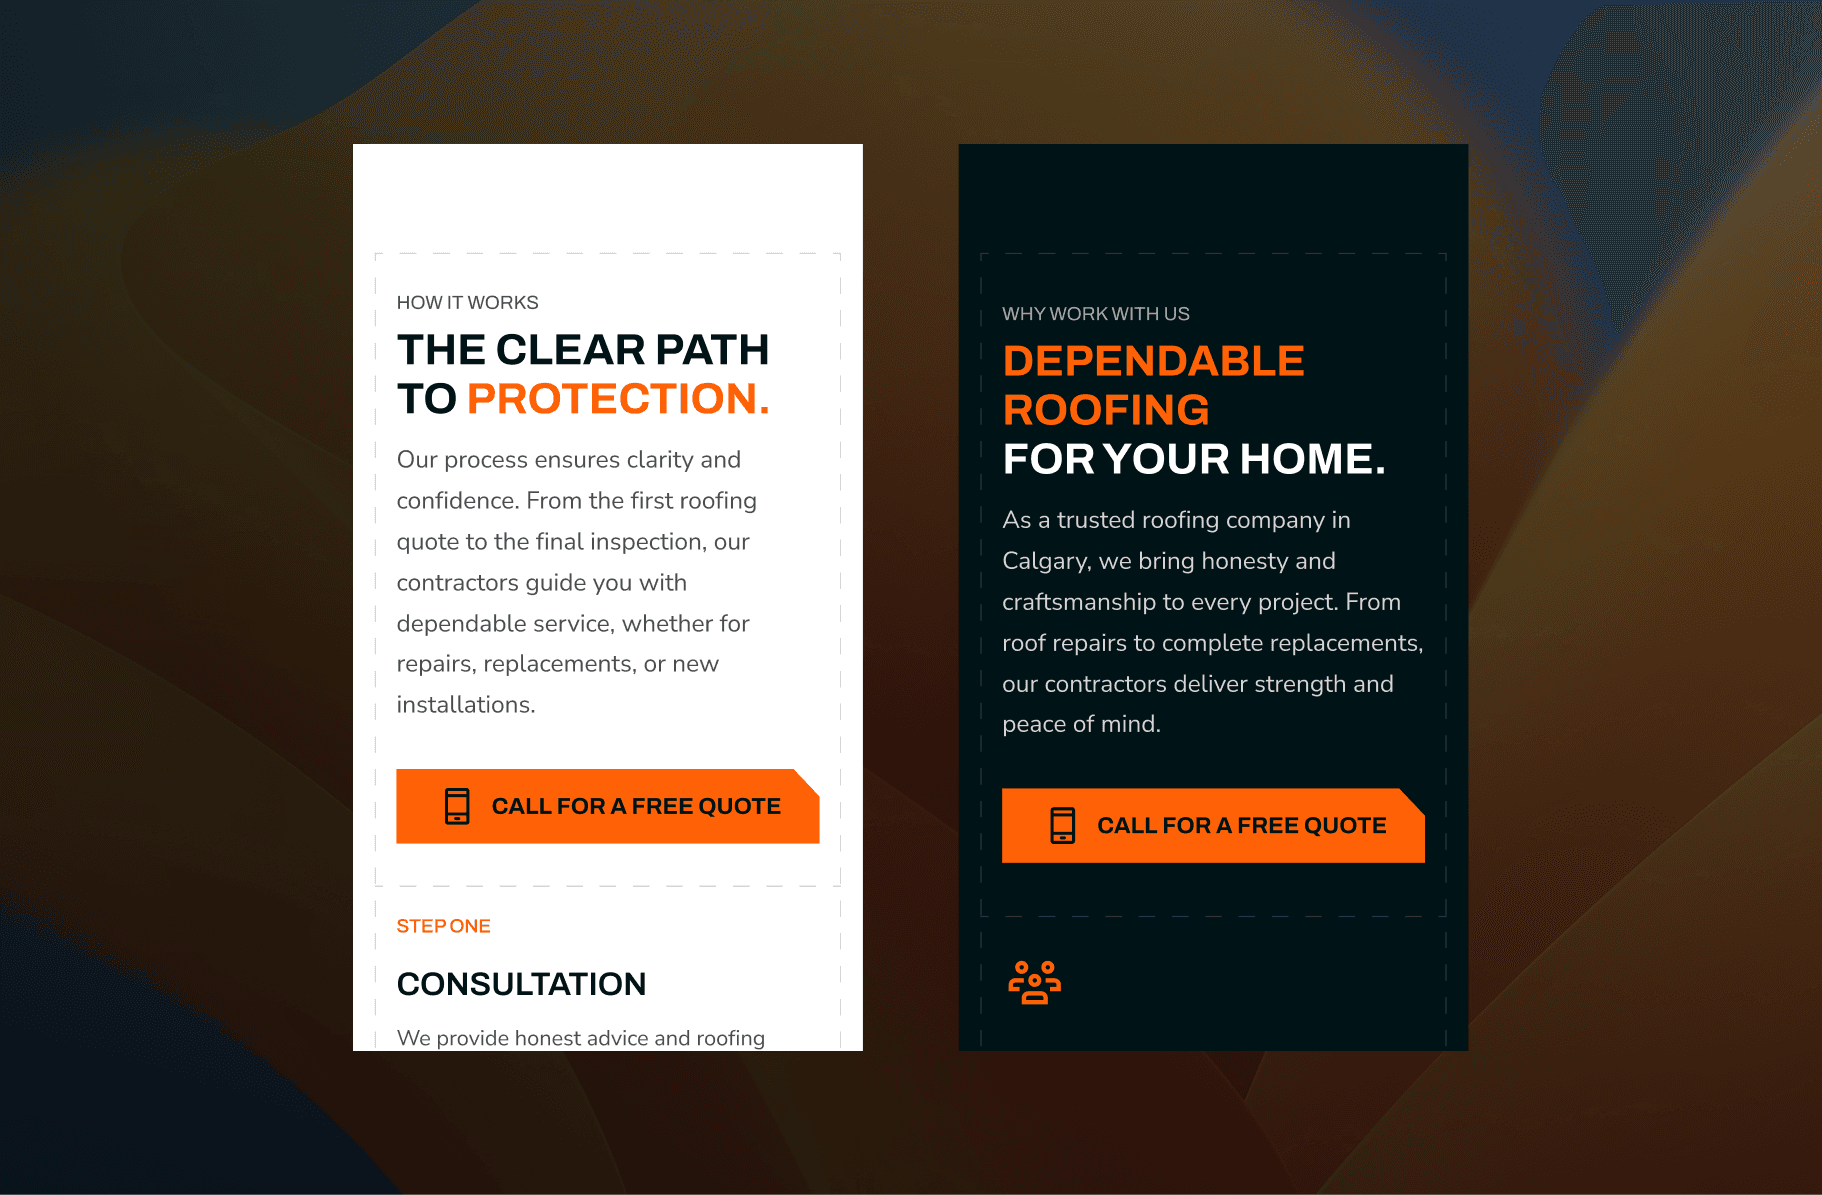 HOW IT WORKS
THE CLEAR PATH
TO PROTECTION.
Our process ensures clarity and
confidence. From the first roofing
quote to the final inspection, our
contractors guide you with
dependable service, whether for
repairs, replacements, or new
installations.
CALL FOR A FREE QUOTE
STEP ONE
CONSULTATION
We provide honest advice and roofing
WHY WORK WITH US
DEPENDABLE
ROOFING
FOR YOUR HOME.
As a trusted roofing company in
Calgary, we bring honesty and
craftsmanship to every project. From
roof repairs to complete replacements,
our contractors deliver strength and
peace of mind.
CALL FOR A FREE QUOTE